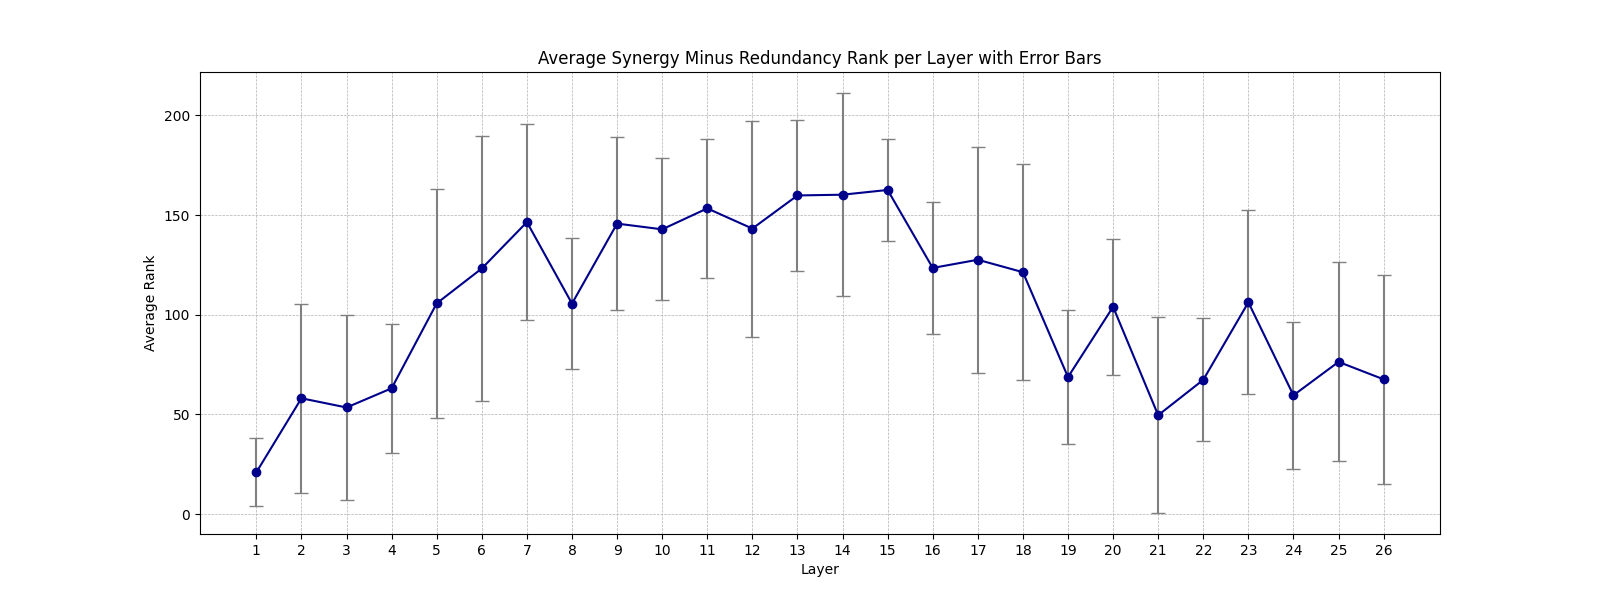 Average Synergy Minus Redundancy Rank per Layer with Error Bars
Average Rank
200
150
100
50
0
1 2 3 4 5 6 7 8 9 10 11 12 13 14 15 16 17 18 19 20 21 22 23 24 25 26
Layer